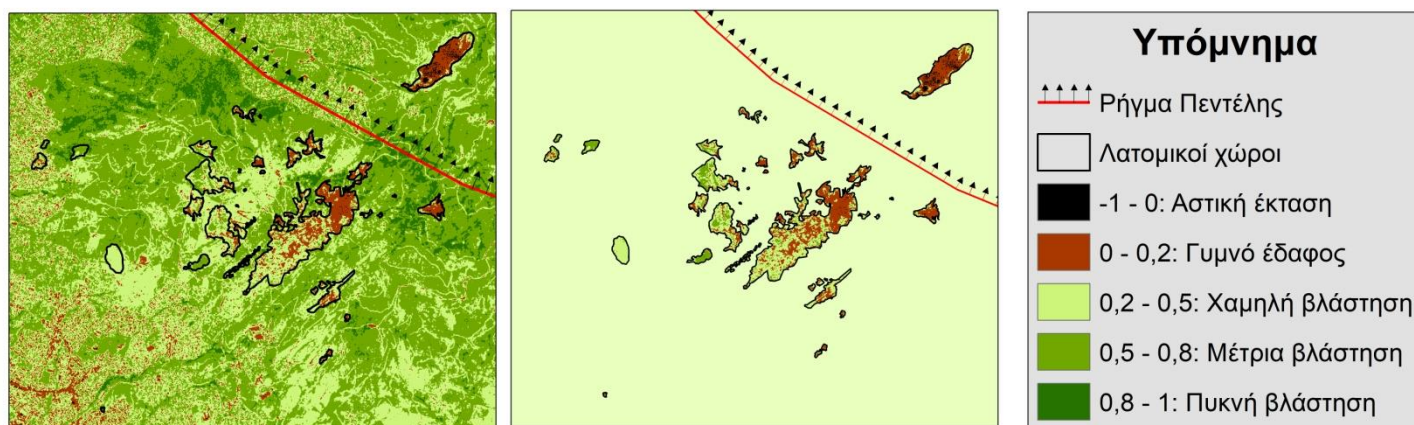 Υπόμνημα
Ρήγμα Πεντέλης
Λατομικοί χώροι
-1 - 0: Αστική έκταση
0 - 0,2: Γυμνό έδαφος
0,2 - 0,5: Χαμηλή βλάστηση
0,5 - 0,8: Μέτρια βλάστηση
0,8 - 1: Πυκνή βλάστηση